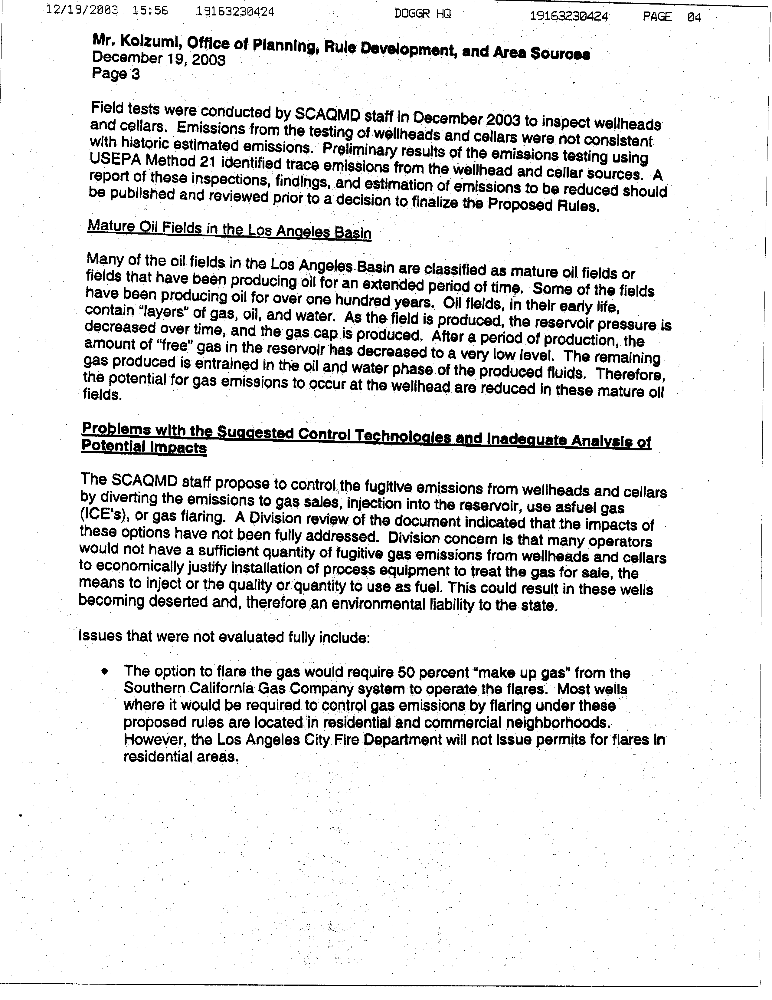 12/19/2003 15:56 19163230424 DOGGR HQ 19163230424 PAGE 04
Mr. Koizumi, Office of Planning, Rule Development, and Area Sources
December 19, 2003
Page 3
Field tests were conducted by SCAQMD staff in December 2003 to inspect wellheads
and cellars. Emissions from the testing of wellheads and cellars were not consistent
with historic estimated emissions. Preliminary results of the emissions testing using
USEPA Method 21 identified trace emissions from the wellhead and cellar sources. A
report of these inspections, findings, and estimation of emissions to be reduced should
be published and reviewed prior to a decision to finalize the Proposed Rules.
Mature Oil Fields in the Los Angeles Basin
Many of the oil fields in the Los Angeles Basin are classified as mature oil fields or
fields that have been producing oil for an extended period of time. Some of the fields
have been producing oil for over one hundred years. Oil fields, in their early life,
contain "layers" of gas, oil, and water. As the field is produced, the reservoir pressure is
decreased over time, and the gas cap is produced. After a period of production, the
amount of "free" gas in the reservoir has decreased to a very low level. The remaining
gas produced is entrained in the oil and water phase of the produced fluids. Therefore,
the potential for gas emissions to occur at the wellhead are reduced in these mature oil
fields.
Problems with the Suggested Control Technologies and Inadequate Analysis of
Potential Impacts
The SCAQMD staff propose to control the fugitive emissions from wellheads and cellars
by diverting the emissions to gas sales, injection into the reservoir, use asfuel gas
(ICE's), or gas flaring. A Division review of the document indicated that the impacts of
these options have not been fully addressed. Division concern is that many operators
would not have a sufficient quantity of fugitive gas emissions from wellheads and cellars
to economically justify installation of process equipment to treat the gas for sale, the
means to inject or the quality or quantity to use as fuel. This could result in these wells
becoming deserted and, therefore an environmental liability to the state.
Issues that were not evaluated fully include:
• The option to flare the gas would require 50 percent "make up gas" from the
Southern California Gas Company system to operate the flares. Most wells
where it would be required to control gas emissions by flaring under these
proposed rules are located in residential and commercial neighborhoods.
However, the Los Angeles City Fire Department will not issue permits for flares in
residential areas.